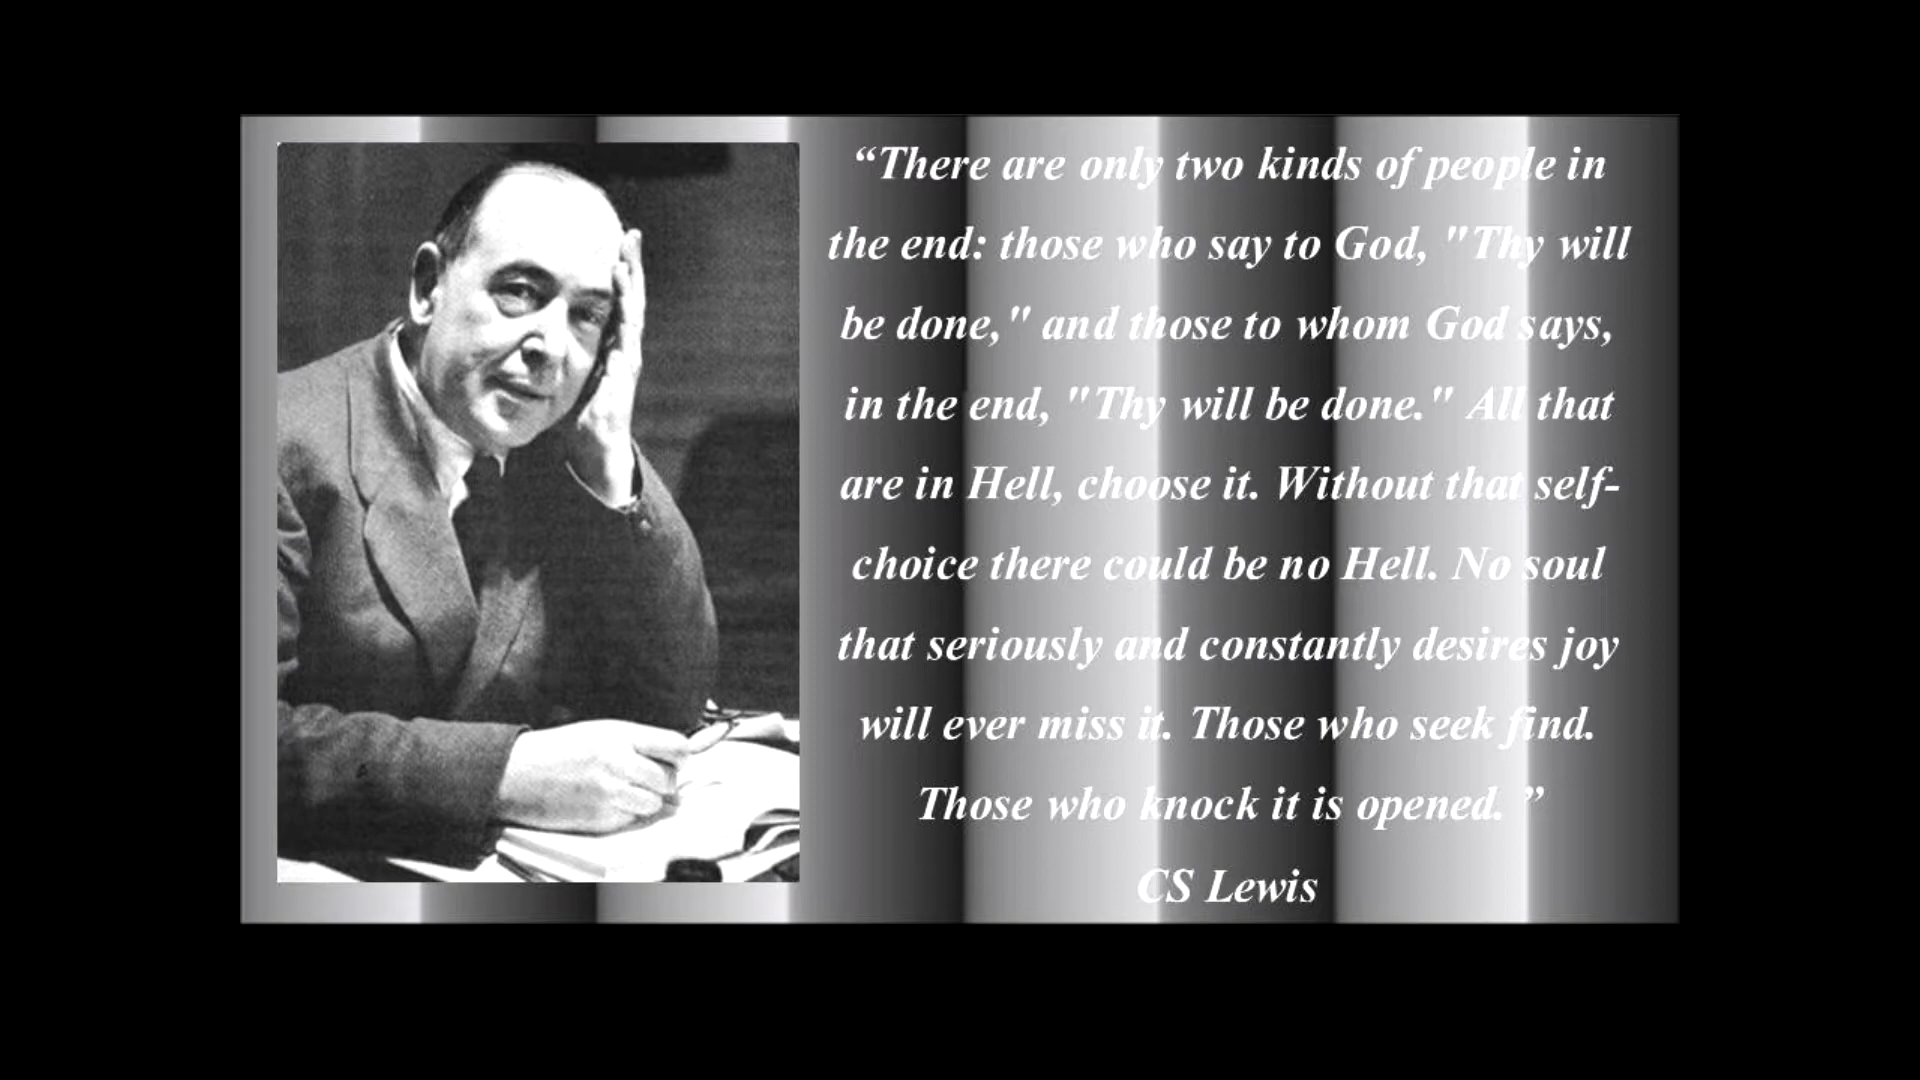 “There are only two kinds of people in
the end: those who say to God, "Thy will
be done," and those to whom God says,
in the end, "Thy will be done." All that
are in Hell, choose it. Without that self-
choice there could be no Hell. No soul
that seriously and constantly desires joy
will ever miss it. Those who seek find.
Those who knock it is opened. ”
CS Lewis